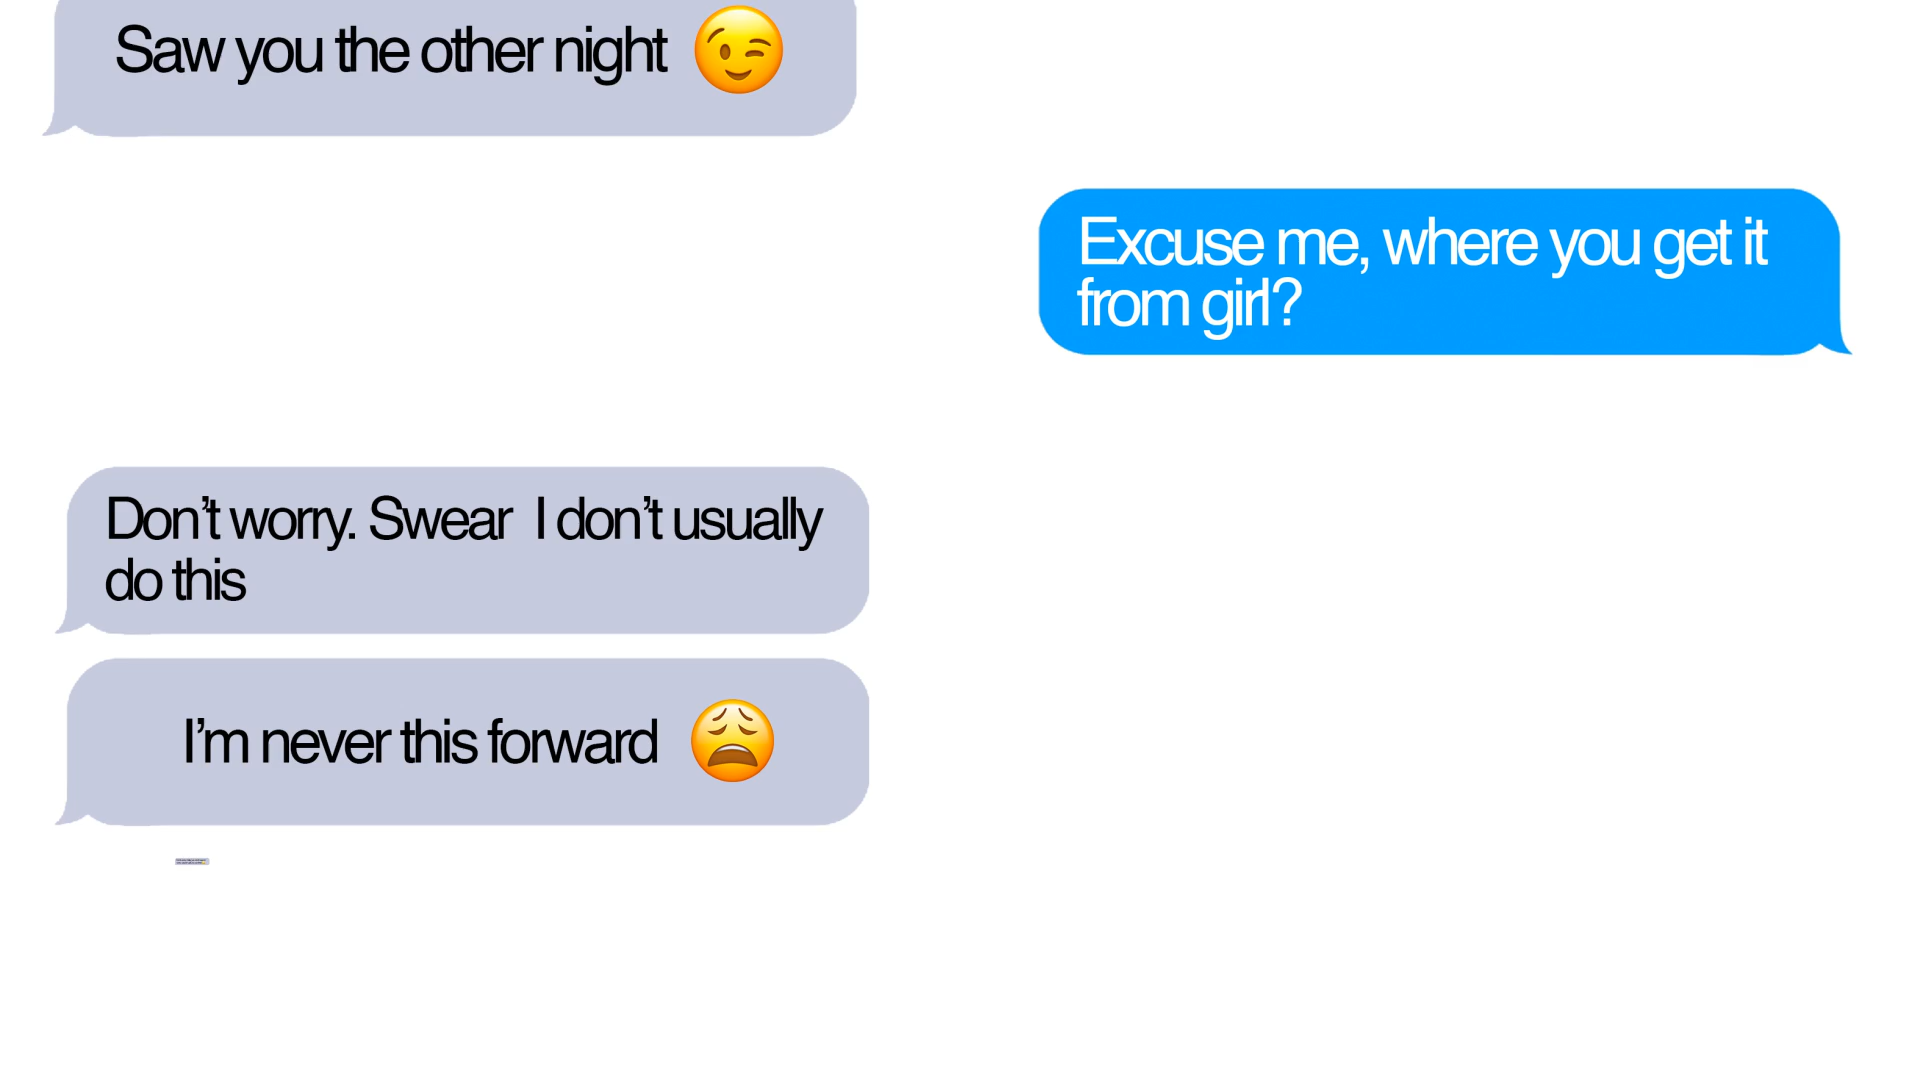 Saw you the other night 😉
Excuse me, where you get it
from girl?
Don't worry. Swear I don't usually
do this
I'm never this forward 😩